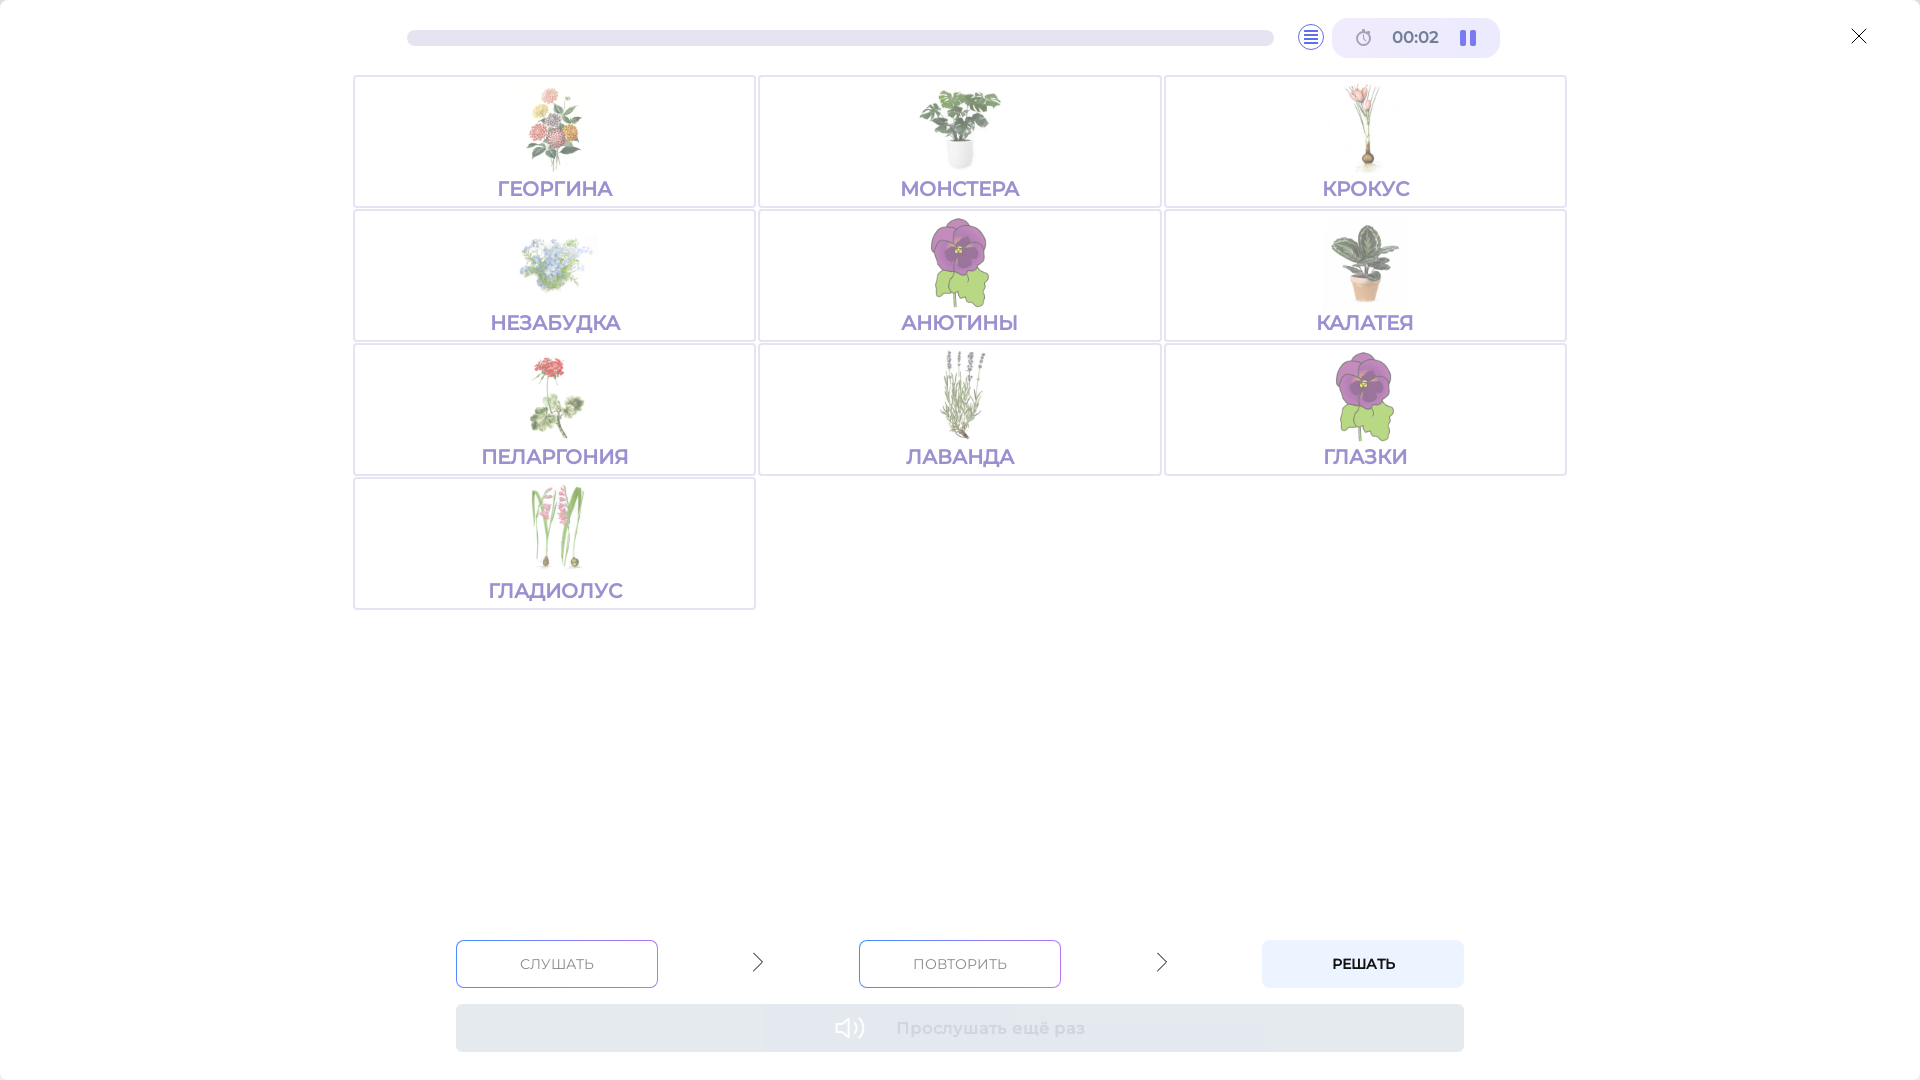 00:02
ГЕОРГИНА
МОНСТЕРА
КРОКУС
НЕЗАБУДКА
АНЮТИНЫ
КАЛАТЕЯ
ПЕЛАРГОНИЯ
ЛАВАНДА
ГЛАЗКИ
ГЛАДИОЛУС
СЛУШАТЬ
ПОВТОРИТЬ
РЕШАТЬ
Прослушать ещё раз